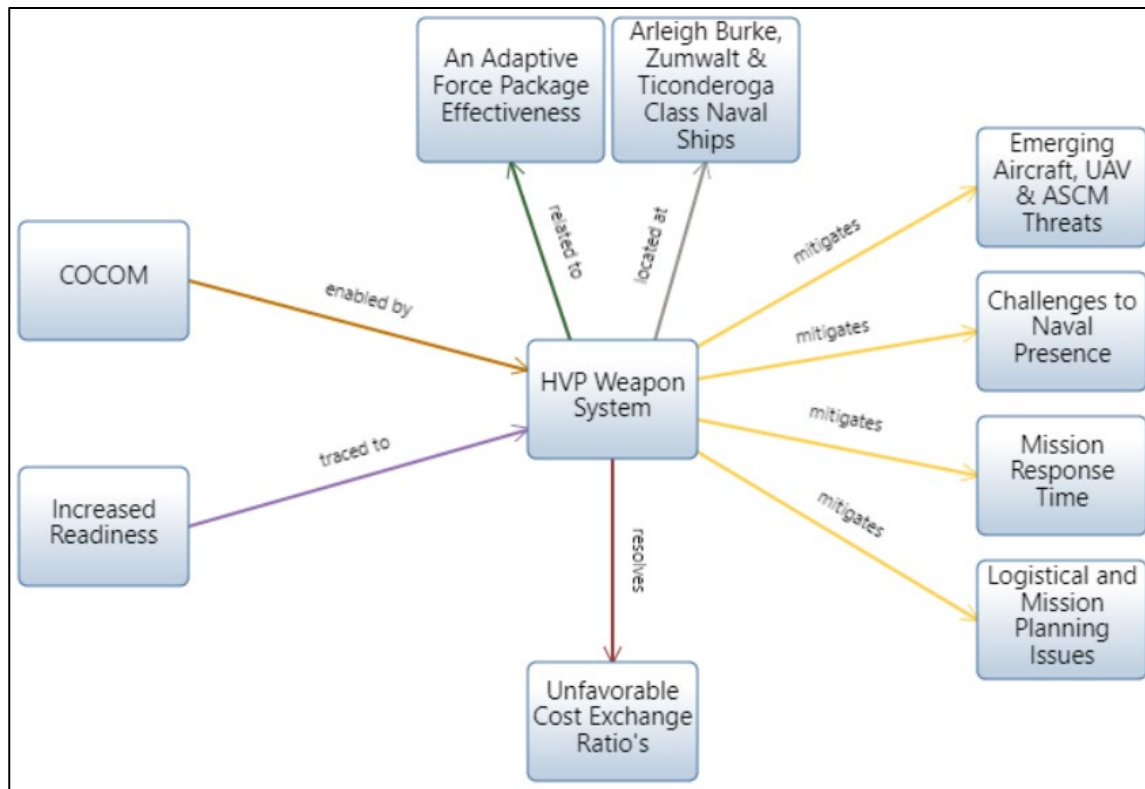 An Adaptive
Force Package
Effectiveness
Arleigh Burke,
Zumwalt &
Ticonderoga
Class Naval
Ships
Emerging
Aircraft, UAV
& ASCM
Threats
related to
located at
mitigates
COCOM
enabled by
Challenges to
Naval
Presence
mitigates
HVP Weapon
System
mitigates
Mission
Response
Time
traced to
mitigates
Increased
Readiness
resolves
Logistical and
Mission
Planning
Issues
Unfavorable
Cost Exchange
Ratio's